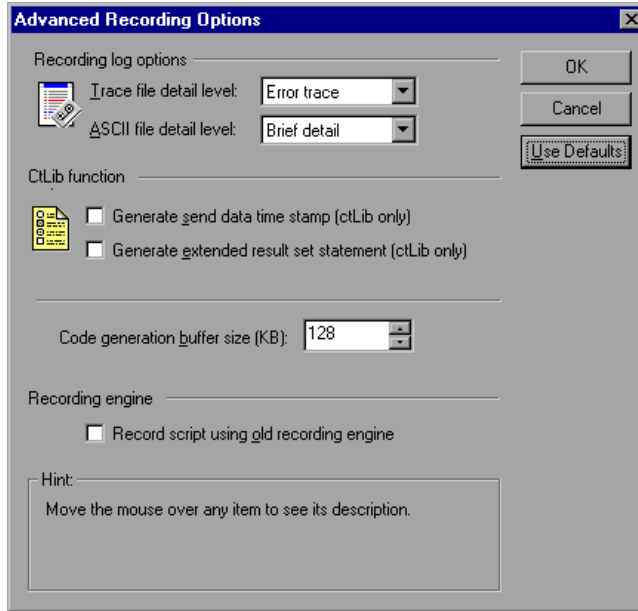 Advanced Recording Options
Recording log options
Trace file detail level: Error trace
ASCII file detail level: Brief detail
OK
Cancel
Use Defaults
CtLib function
Generate send data time stamp (ctLib only)
Generate extended result set statement (ctLib only)
Code generation buffer size (KB): 128
Recording engine
Record script using old recording engine
Hint:
Move the mouse over any item to see its description.